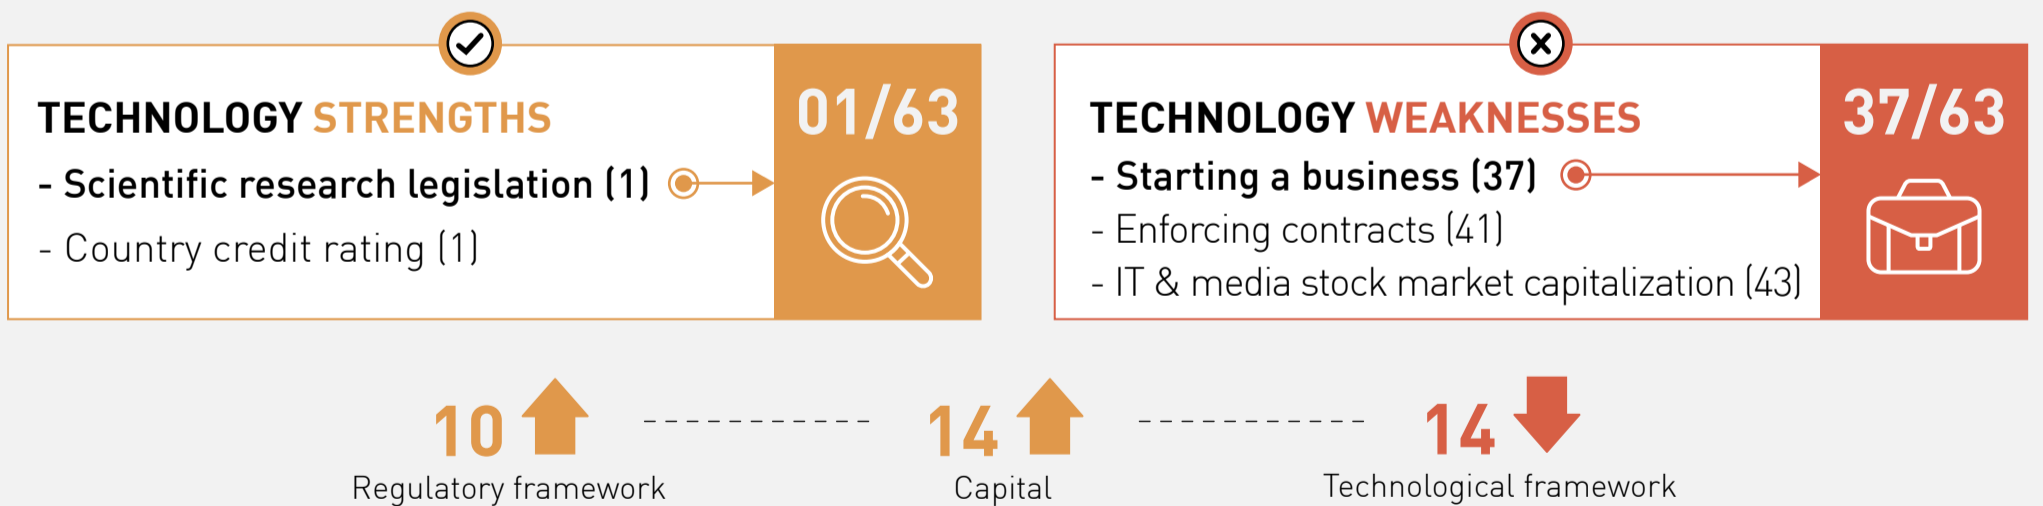 TECHNOLOGY STRENGTHS
- Scientific research legislation (1)
- Country credit rating (1)
01/63
TECHNOLOGY WEAKNESSES
- Starting a business (37)
- Enforcing contracts (41)
- IT & media stock market capitalization (43)
37/63
10
Regulatory framework
14
Capital
14
Technological framework